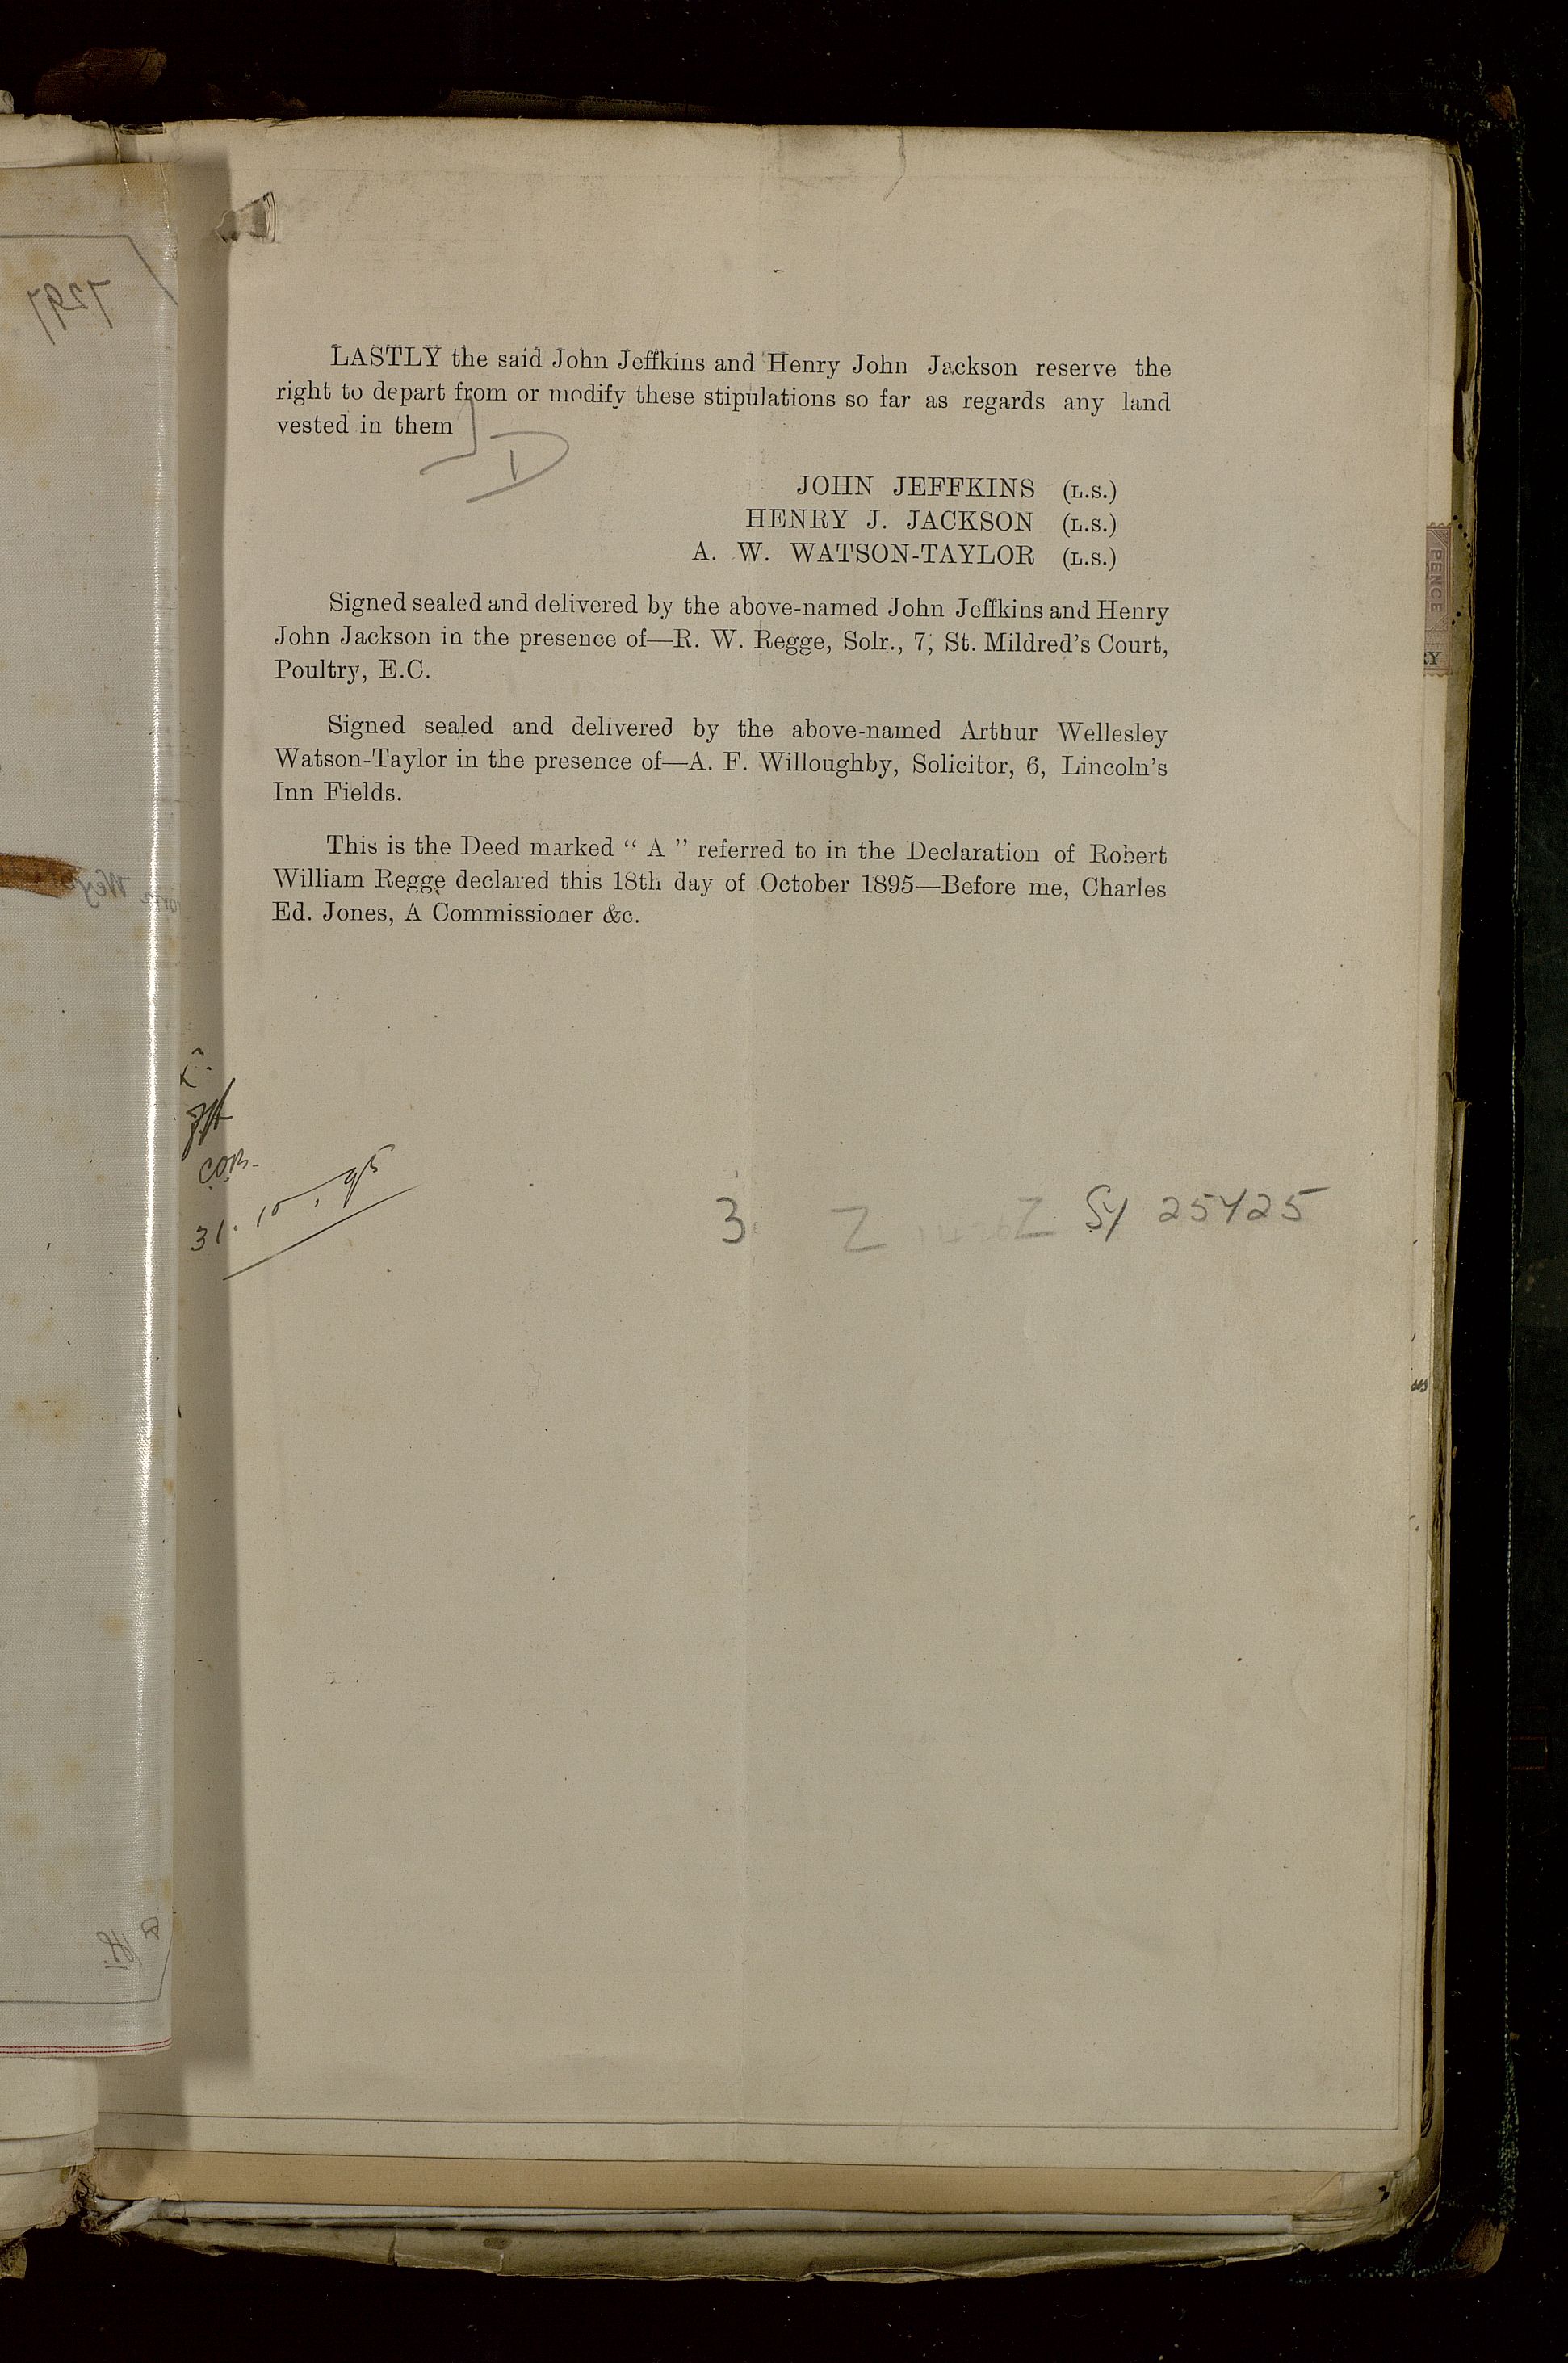 LASTLY the said John Jeffkins and Henry John Jackson reserve the
right to depart from or modify these stipulations so far as regards any land
vested in them
D
JOHN JEFFKINS (L.S.)
HENRY J. JACKSON (L.S.)
A. W. WATSON-TAYLOR (L.S.)
Signed sealed and delivered by the above-named John Jeffkins and Henry
John Jackson in the presence of—R. W. Regge, Solr., 7, St. Mildred's Court,
Poultry, E.C.
Signed sealed and delivered by the above-named Arthur Wellesley
Watson-Taylor in the presence of—A. F. Willoughby, Solicitor, 6, Lincoln's
Inn Fields.
This is the Deed marked “ A ” referred to in the Declaration of Robert
William Regge declared this 18th day of October 1895—Before me, Charles
Ed. Jones, A Commissioner &c.
31.10.95
3 Z Z Sy 25425
PENCE
7297